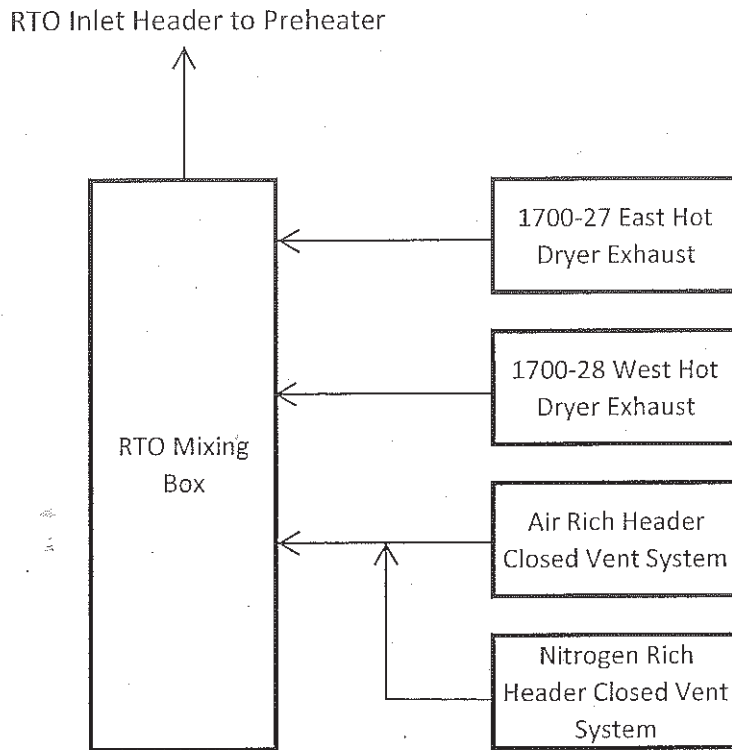 RTO Inlet Header to Preheater
1700-27 East Hot
Dryer Exhaust
1700-28 West Hot
Dryer Exhaust
RTO Mixing
Box
Air Rich Header
Closed Vent System
Nitrogen Rich
Header Closed Vent
System